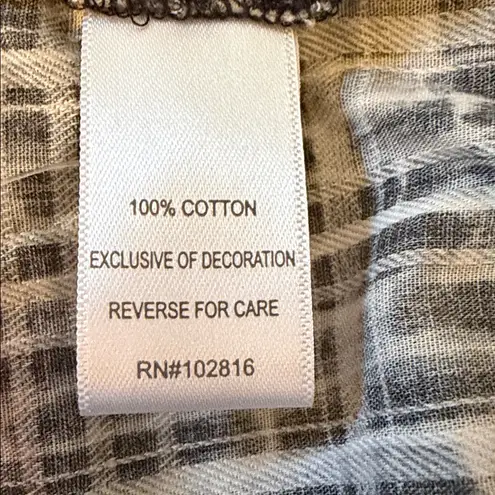 100% COTTON
EXCLUSIVE OF DECORATION
REVERSE FOR CARE
RN#102816